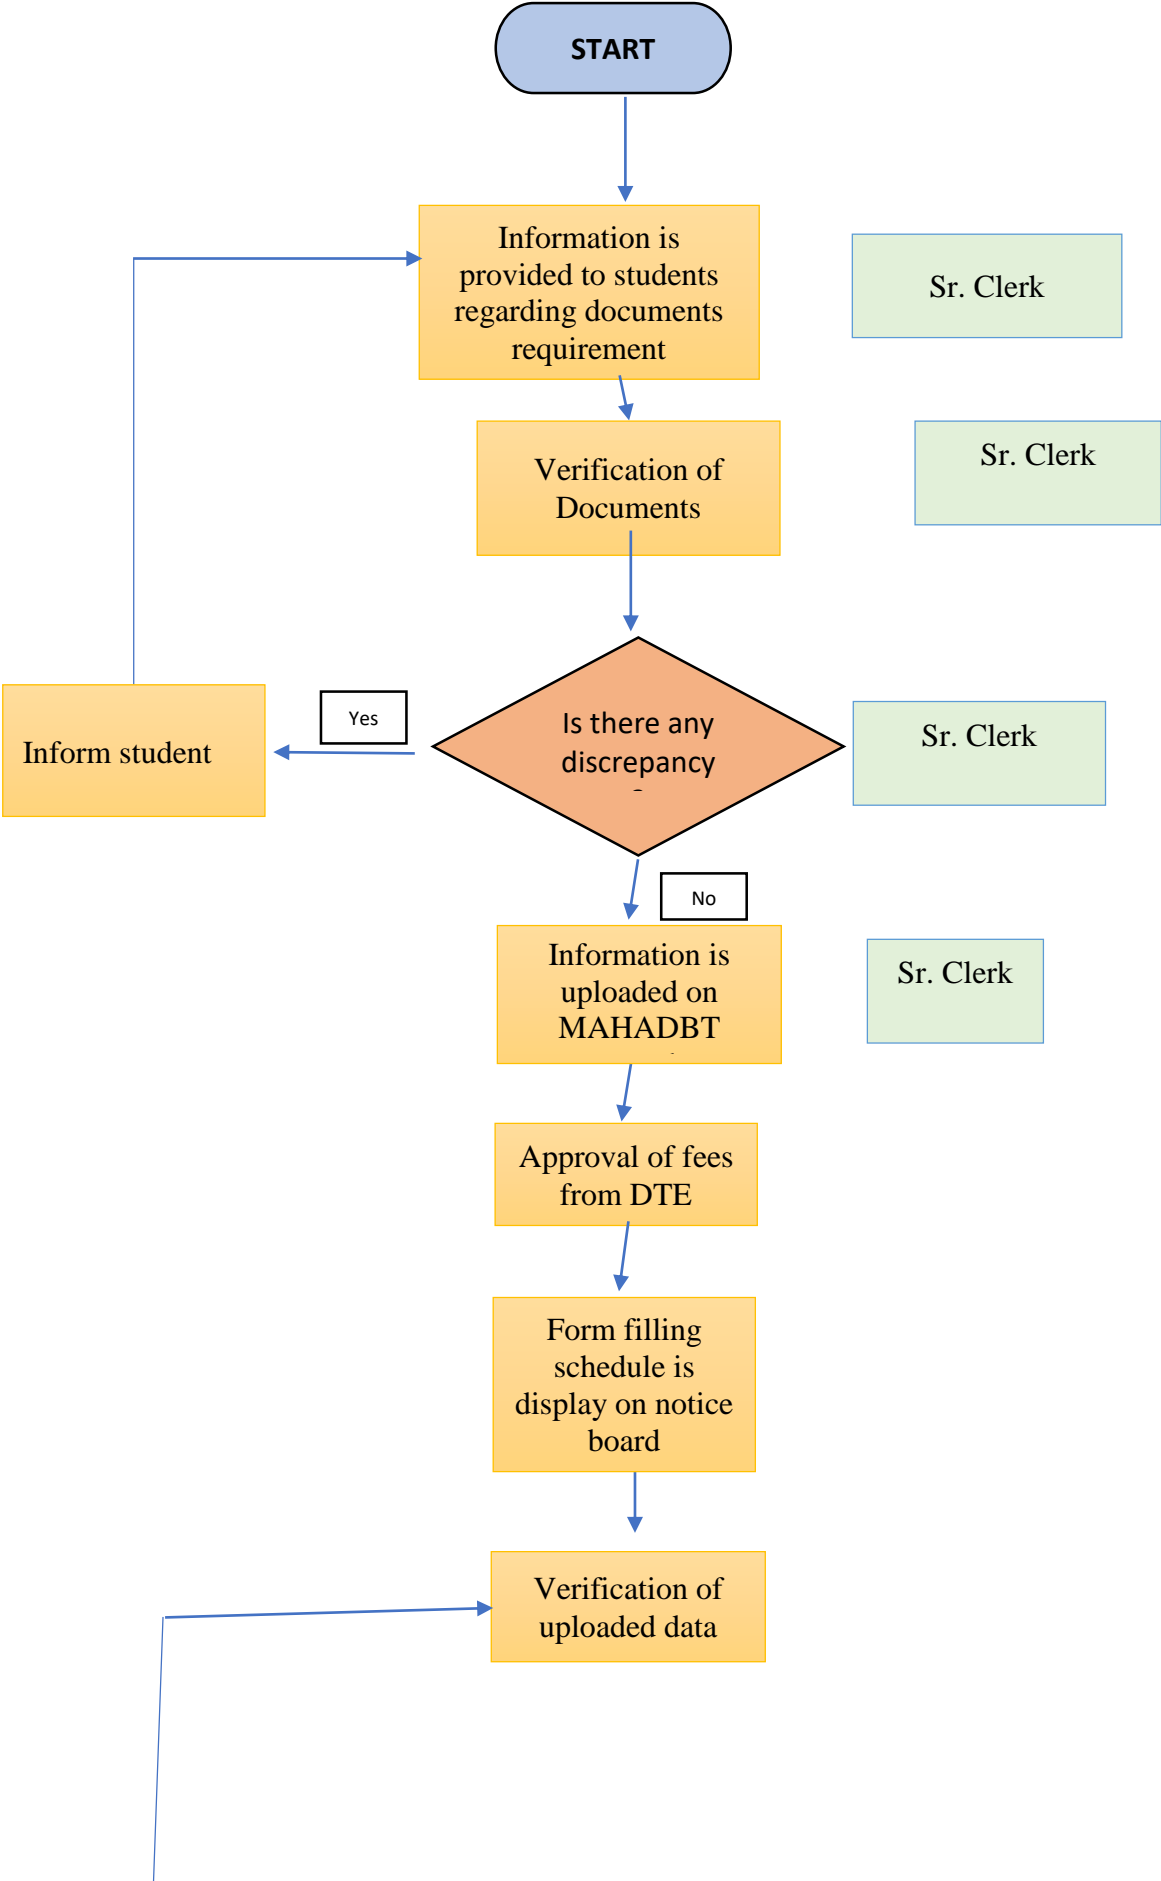 START
Information is
provided to students
regarding documents
requirement
Sr. Clerk
Verification of
Documents
Sr. Clerk
Inform student
Yes
Is there any
discrepancy
Sr. Clerk
No
Information is
uploaded on
MAHADBT
Sr. Clerk
Approval of fees
from DTE
Form filling
schedule is
display on notice
board
Verification of
uploaded data